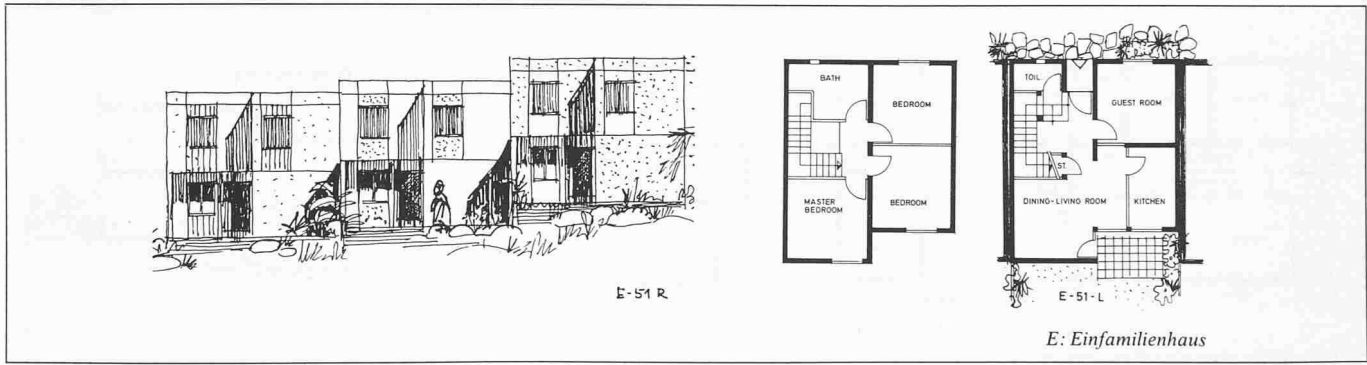 E-51 R
BATH
BEDROOM
MASTER
BEDROOM
BEDROOM
TOIL.
GUEST ROOM
ST.
DINING-LIVING ROOM
KITCHEN
E-51-L
E: Einfamilienhaus